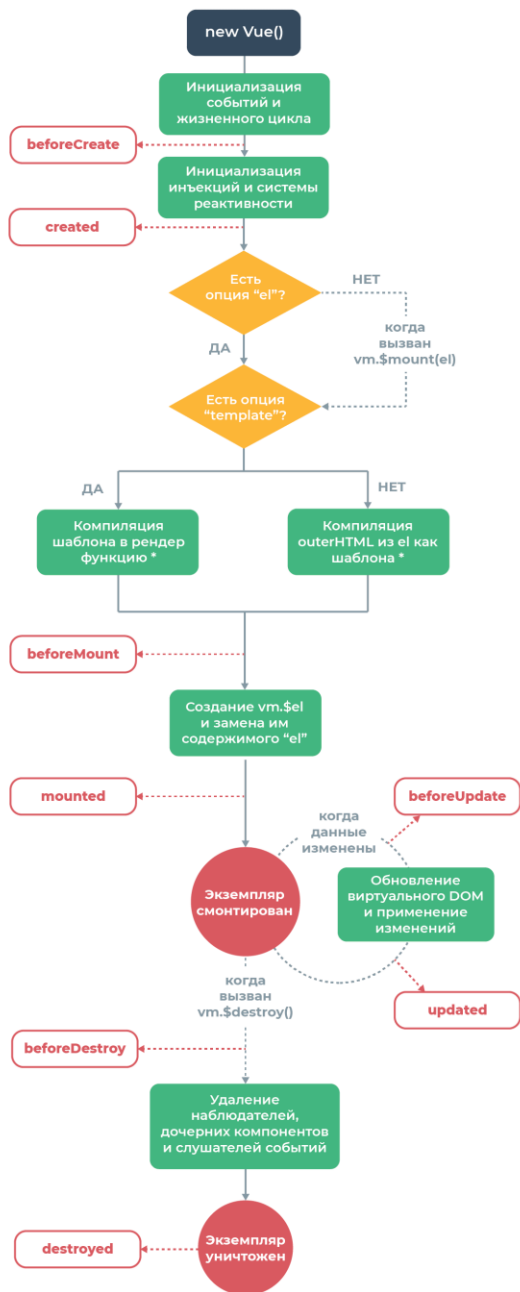 new Vue()
Инициализация
событий и
жизненного цикла
beforeCreate
Инициализация
инъекций и системы
реактивности
created
Есть
опция “el”?
НЕТ
когда
вызван
vm.$mount(el)
ДА
Есть опция
“template”?
ДА
НЕТ
Компиляция
шаблона в рендер
функцию *
Компиляция
outerHTML из el как
шаблона *
beforeMount
Создание vm.$el
и замена им
содержимого “el”
mounted
beforeUpdate
когда
данные
изменены
Экземпляр
смонтирован
Обновление
виртуального DOM
и применение
изменений
когда
вызван
vm.$destroy()
updated
beforeDestroy
Удаление
наблюдателей,
дочерних компонентов
и слушателей событий
destroyed
Экземпляр
уничтожен